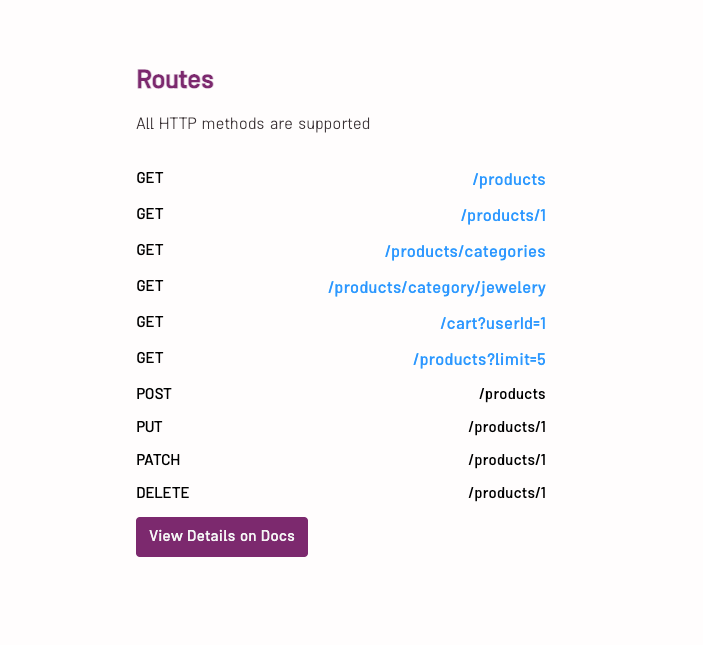 Routes
All HTTP methods are supported
GET /products
GET /products/1
GET /products/categories
GET /products/category/jewelery
GET /cart?userId=1
GET /products?limit=5
POST /products
PUT /products/1
PATCH /products/1
DELETE /products/1
View Details on Docs